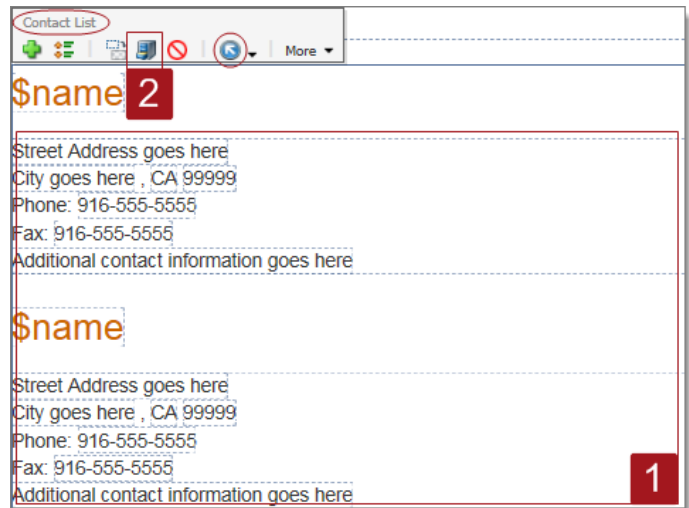 Contact List
More
$name
2
Street Address goes here
City goes here , CA 99999
Phone: 916-555-5555
Fax: 916-555-5555
Additional contact information goes here
$name
Street Address goes here
City goes here , CA 99999
Phone: 916-555-5555
Fax: 916-555-5555
Additional contact information goes here
1